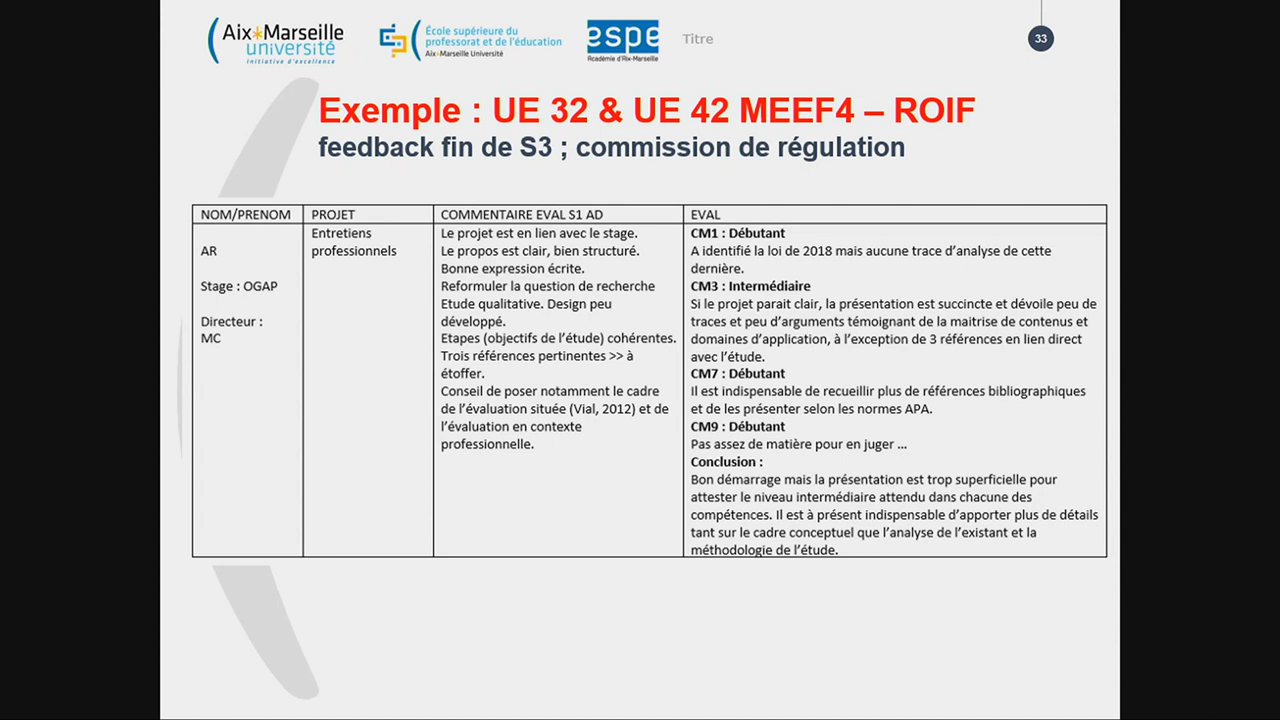 Aix*Marseille
université
Initiative d'excellence
École supérieure du
professorat et de l'éducation
Aix*Marseille Université
espe
Académie d'Aix-Marseille
Titre
33
Exemple : UE 32 & UE 42 MEEF4 – ROIF
feedback fin de S3 ; commission de régulation
NOM/PRENOM
AR
Stage : OGAP
Directeur :
MC
PROJET
Entretiens
professionnels
COMMENTAIRE EVAL S1 AD
Le projet est en lien avec le stage.
Le propos est clair, bien structuré.
Bonne expression écrite.
Reformuler la question de recherche
Etude qualitative. Design peu
développé.
Etapes (objectifs de l'étude) cohérentes.
Trois références pertinentes >> à
étoffer.
Conseil de poser notamment le cadre
de l'évaluation située (Vial, 2012) et de
l'évaluation en contexte
professionnelle.
EVAL
CM1 : Débutant
A identifié la loi de 2018 mais aucune trace d'analyse de cette
dernière.
CM3 : Intermédiaire
Si le projet parait clair, la présentation est succincte et dévoile peu de
traces et peu d'arguments témoignant de la maitrise de contenus et
domaines d'application, à l'exception de 3 références en lien direct
avec l'étude.
CM7 : Débutant
Il est indispensable de recueillir plus de références bibliographiques
et de les présenter selon les normes APA.
CM9 : Débutant
Pas assez de matière pour en juger …
Conclusion :
Bon démarrage mais la présentation est trop superficielle pour
attester le niveau intermédiaire attendu dans chacune des
compétences. Il est à présent indispensable d'apporter plus de détails
tant sur le cadre conceptuel que l'analyse de l'existant et la
méthodologie de l'étude.